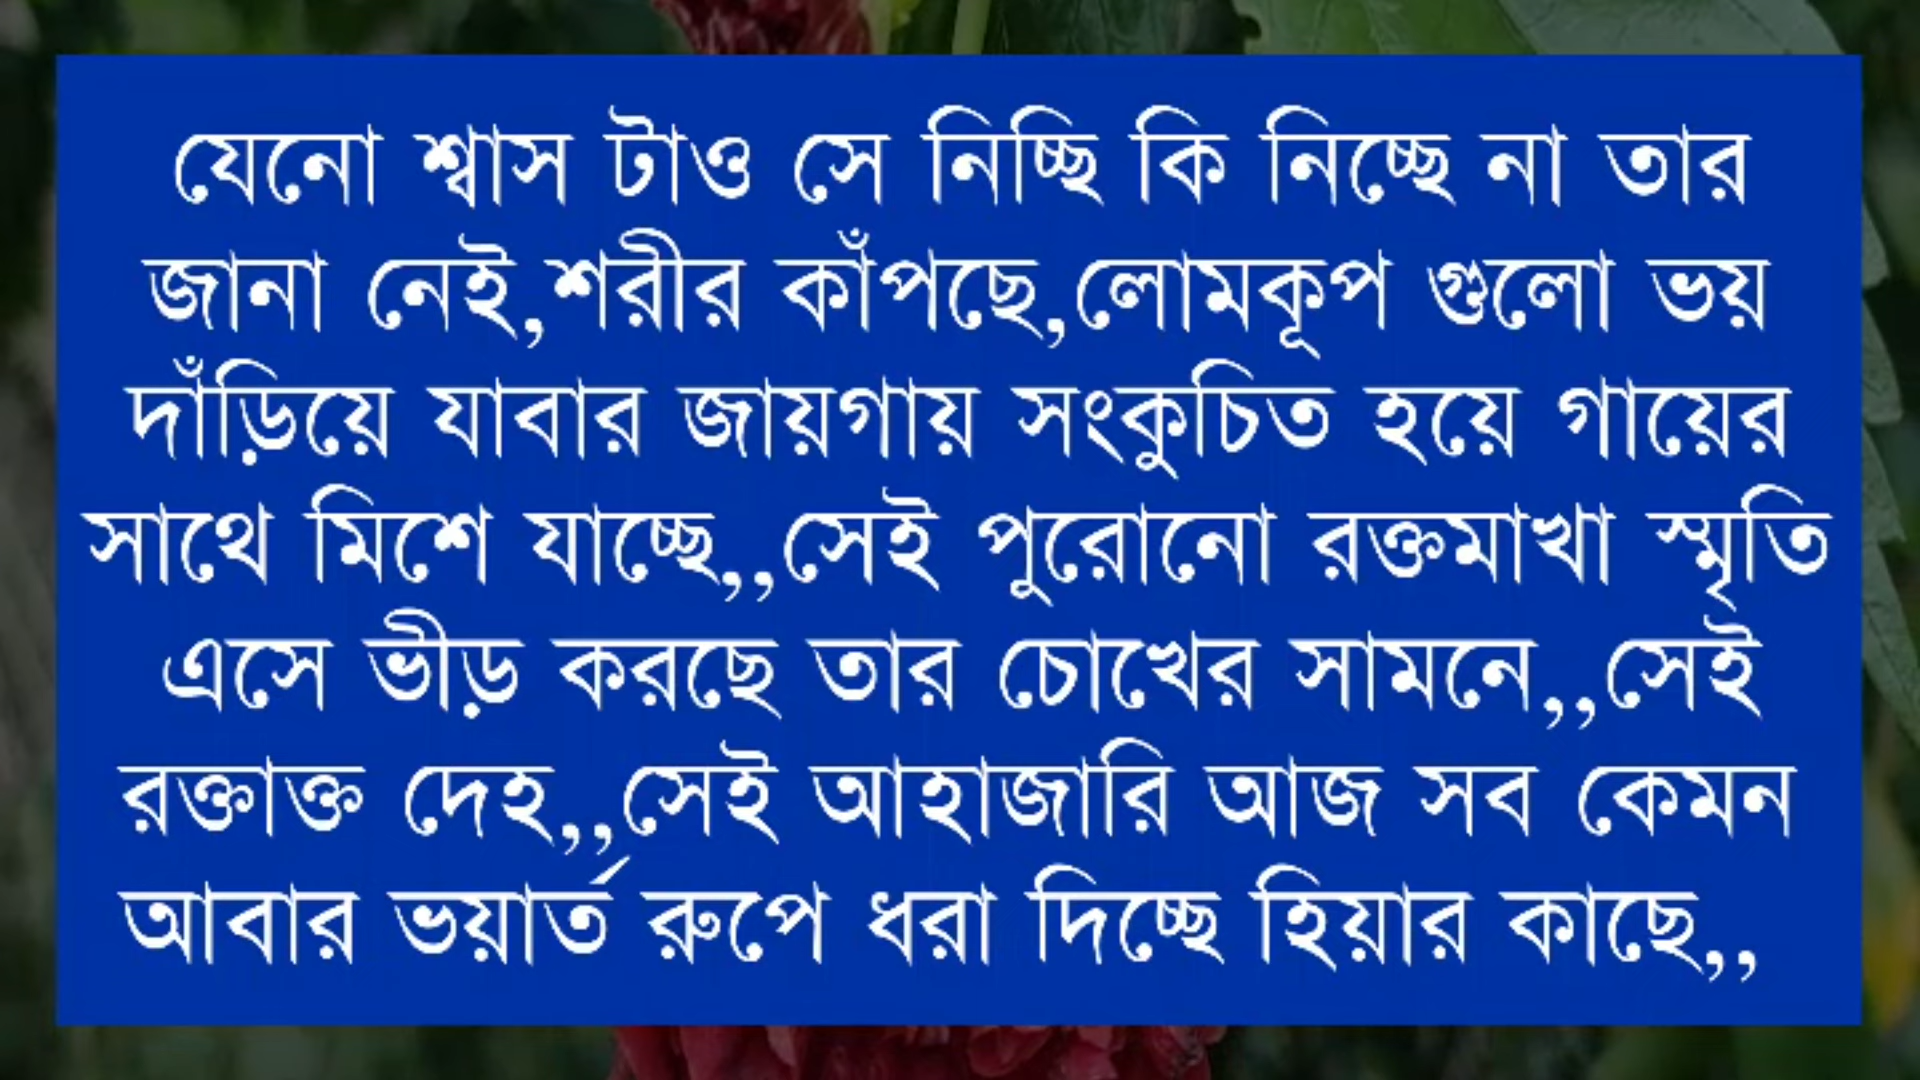 যেনো শ্বাস টাও সে নিচ্ছি কি নিচ্ছে না তার
জানা নেই,শরীর কাঁপছে,লোমকূপ গুলো ভয়
দাঁড়িয়ে যাবার জায়গায় সংকুচিত হয়ে গায়ের
সাথে মিশে যাচ্ছে,,সেই পুরোনো রক্তমাখা স্মৃতি
এসে ভীড় করছে তার চোখের সামনে,,সেই
রক্তাক্ত দেহ,,সেই আহাজারি আজ সব কেমন
আবার ভয়ার্ত রুপে ধরা দিচ্ছে হিয়ার কাছে,,